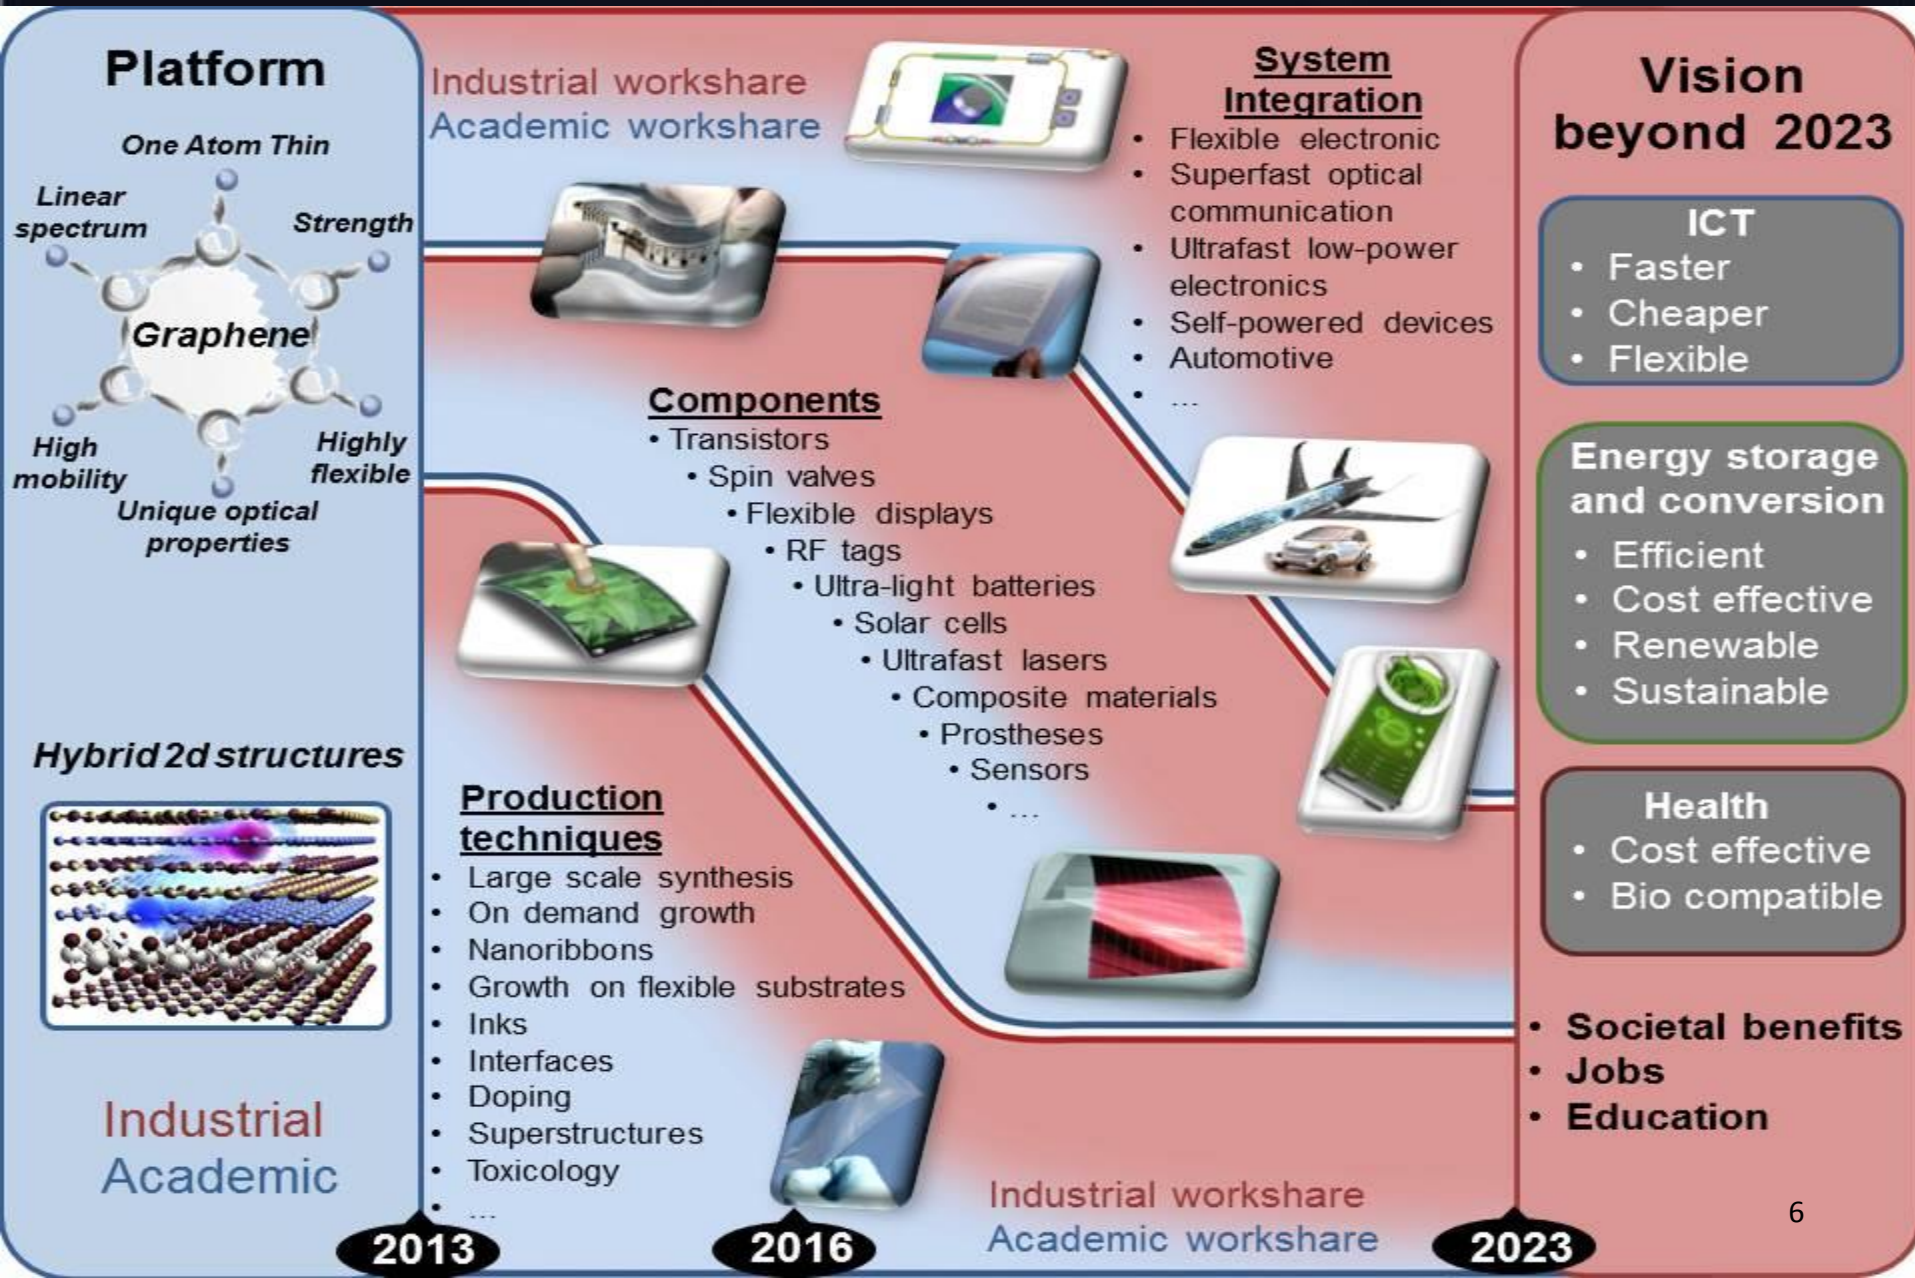 Platform
One Atom Thin
Linear
spectrum
Strength
Graphene
High
mobility
Highly
flexible
Unique optical
properties
Hybrid 2d structures
Industrial
Academic
Industrial workshare
Academic workshare
System
Integration
• Flexible electronic
• Superfast optical
communication
• Ultrafast low-power
electronics
• Self-powered devices
• Automotive
• ...
Components
• Transistors
• Spin valves
• Flexible displays
• RF tags
• Ultra-light batteries
• Solar cells
• Ultrafast lasers
• Composite materials
• Prostheses
• Sensors
• ...
Production
techniques
• Large scale synthesis
• On demand growth
• Nanoribbons
• Growth on flexible substrates
• Inks
• Interfaces
• Doping
• Superstructures
• Toxicology
• ...
Industrial workshare
Academic workshare
2013
2016
2023
Vision
beyond 2023
ICT
• Faster
• Cheaper
• Flexible
Energy storage
and conversion
• Efficient
• Cost effective
• Renewable
• Sustainable
Health
• Cost effective
• Bio compatible
• Societal benefits
• Jobs
• Education
6